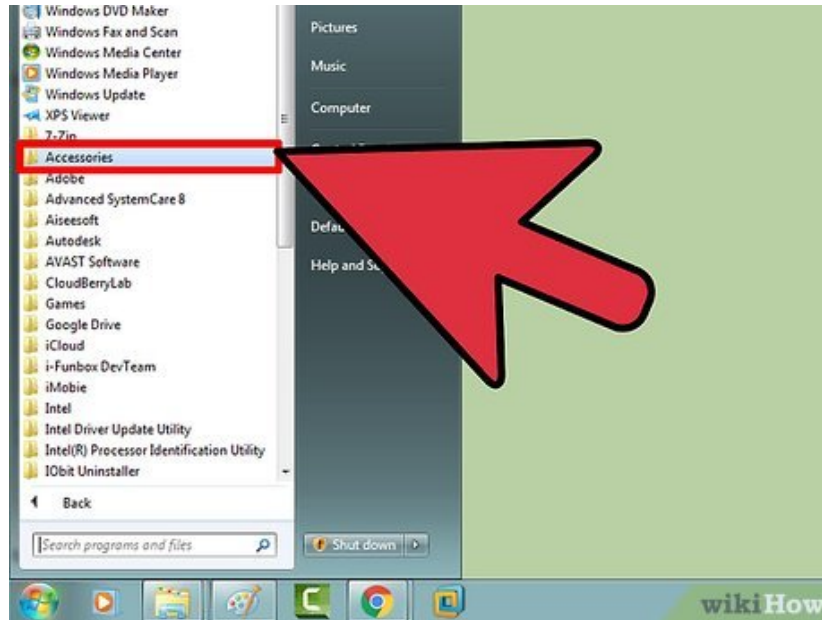 Windows DVD Maker
Windows Fax and Scan
Windows Media Center
Windows Media Player
Windows Update
XPS Viewer
7-Zip
Accessories
Adobe
Advanced SystemCare 8
Aiseesoft
Autodesk
AVAST Software
CloudBerryLab
Games
Google Drive
iCloud
i-Funbox DevTeam
iMobie
Intel
Intel Driver Update Utility
Intel(R) Processor Identification Utility
IObit Uninstaller
Back
Search programs and files
Pictures
Music
Computer
Help and
Shut down
wikiHow